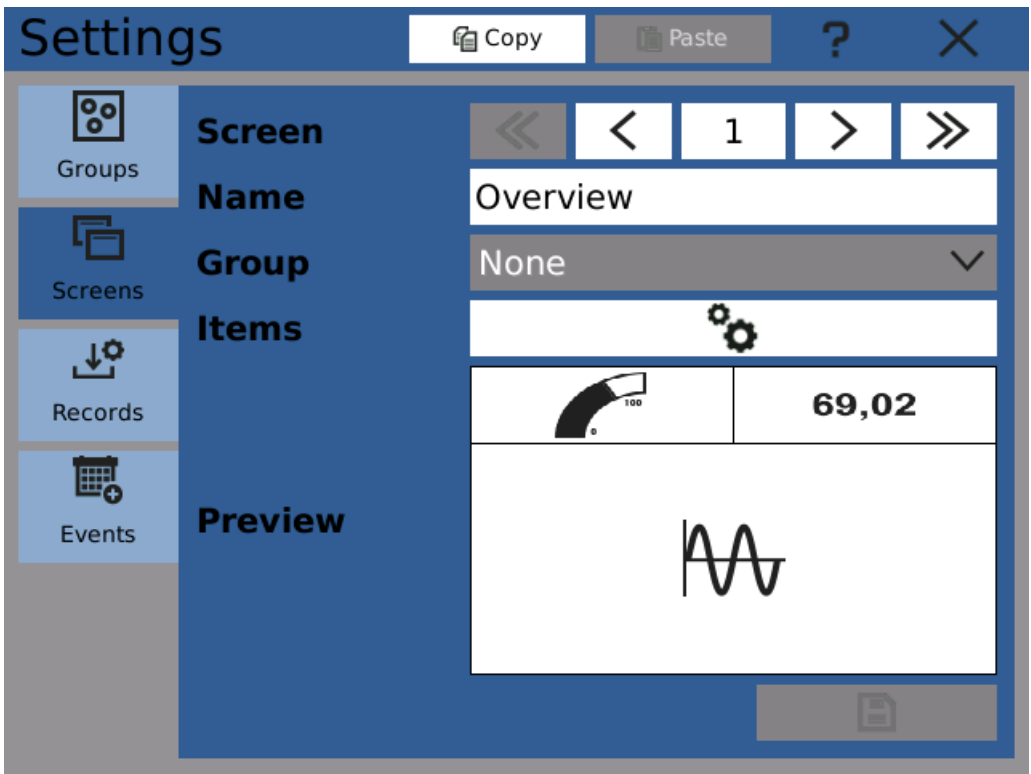 Settings
Copy
Paste
?
Groups
Screens
Records
Events
Screen
1
Name
Overview
Group
None
Items
100
0
69,02
Preview